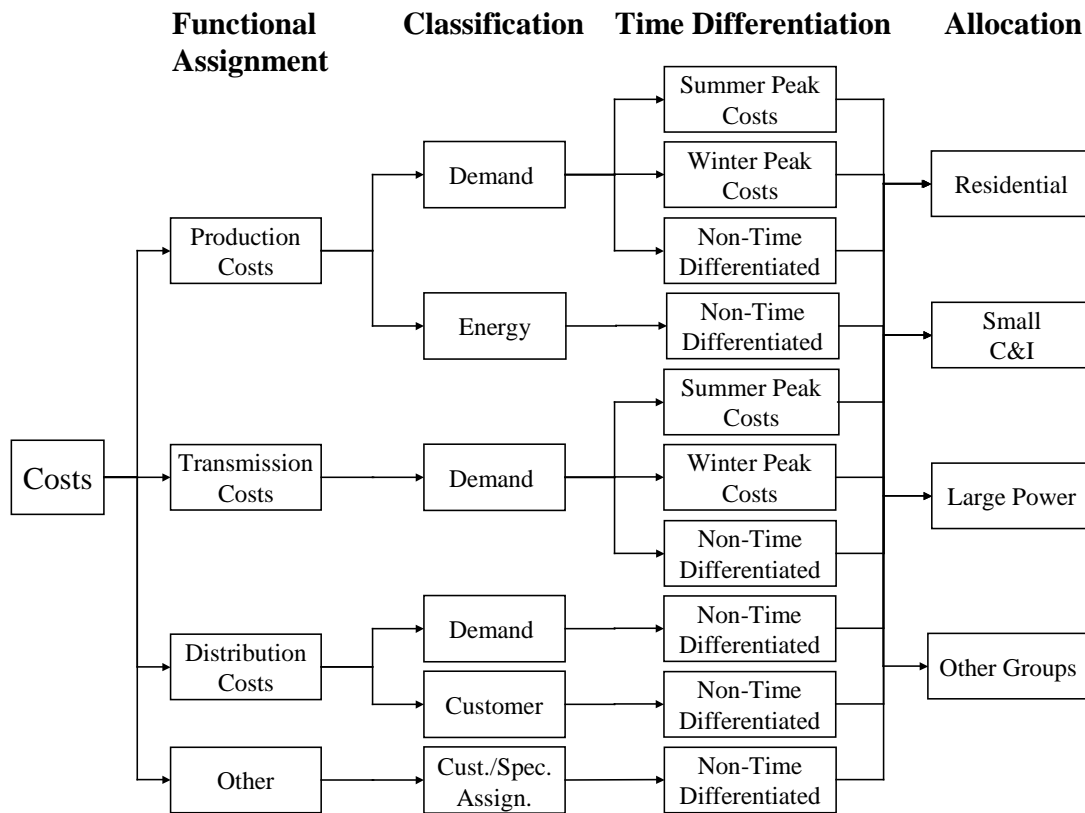 Functional
Assignment
Classification
Time Differentiation
Allocation
Costs
Production
Costs
Transmission
Costs
Distribution
Costs
Other
Demand
Energy
Demand
Demand
Customer
Cust./Spec.
Assign.
Summer Peak
Costs
Winter Peak
Costs
Non-Time
Differentiated
Non-Time
Differentiated
Summer Peak
Costs
Winter Peak
Costs
Non-Time
Differentiated
Non-Time
Differentiated
Non-Time
Differentiated
Non-Time
Differentiated
Residential
Small
C&I
Large Power
Other Groups